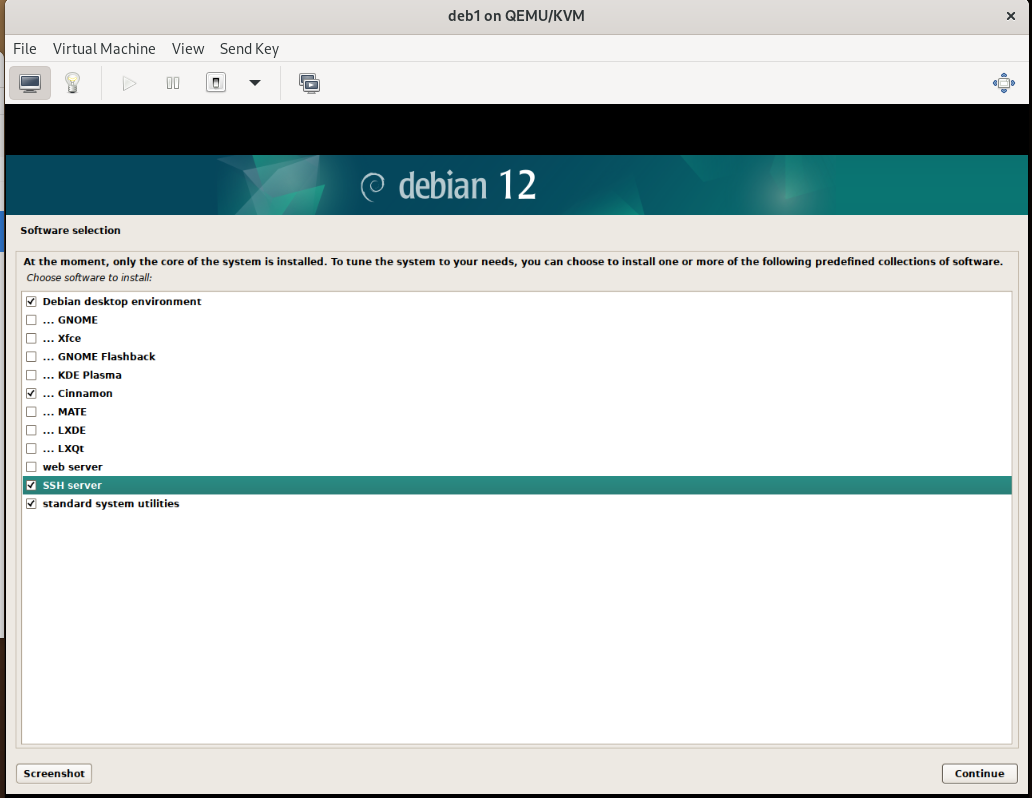 deb1 on QEMU/KVM
File Virtual Machine View Send Key
debian 12
Software selection
At the moment, only the core of the system is installed. To tune the system to your needs, you can choose to install one or more of the following predefined collections of software.
Choose software to install:
Debian desktop environment
... GNOME
... Xfce
... GNOME Flashback
... KDE Plasma
... Cinnamon
... MATE
... LXDE
... LXQt
web server
SSH server
standard system utilities
Screenshot Continue